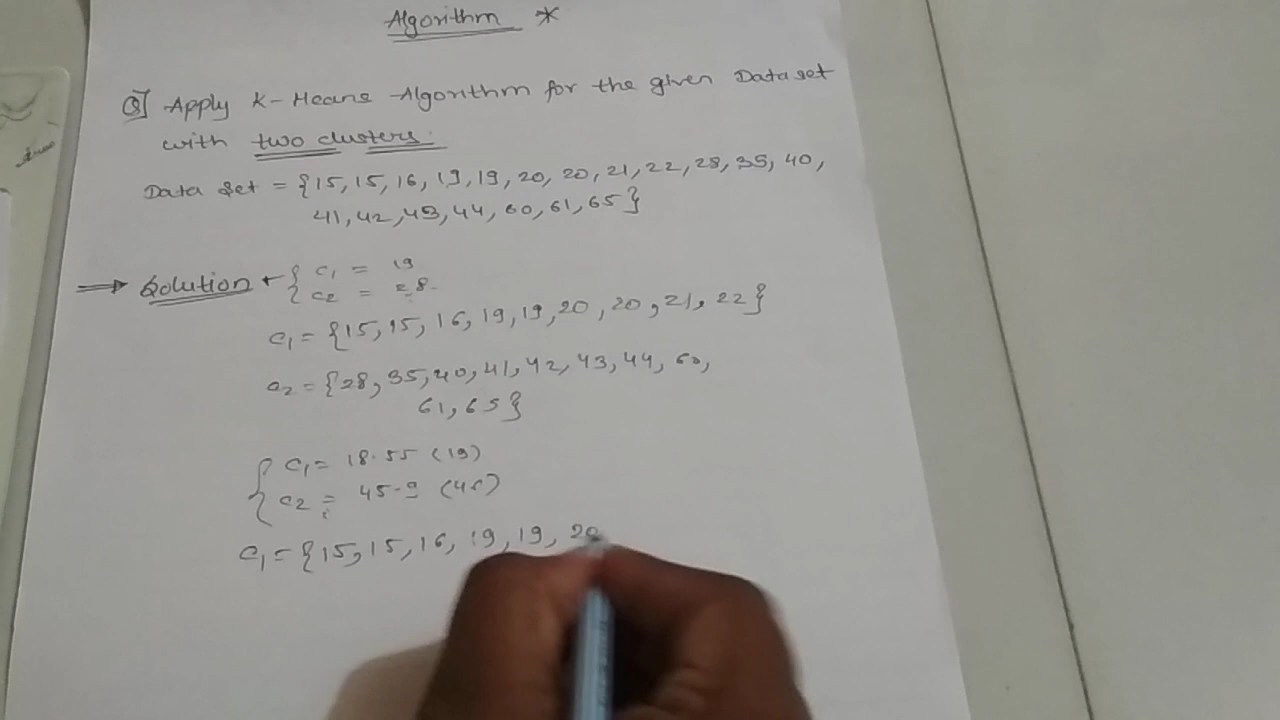 Algorithm *
Q] Apply K-Means Algorithm for the given Dataset
with two clusters.
Data Set = {15, 15, 16, 19, 19, 20, 20, 21, 22, 28, 35, 40,
41, 42, 43, 44, 60, 61, 65}
⇒ Solution → { C1 = 19
C2 = 28.
C1 = {15, 15, 16, 19, 19, 20, 20, 21, 22}
C2 = {28, 35, 40, 41, 42, 43, 44, 60,
61, 65}
{ C1 = 18.55 (19)
C2 = 45.9 (46)
C1 = {15, 15, 16, 19, 19, 20